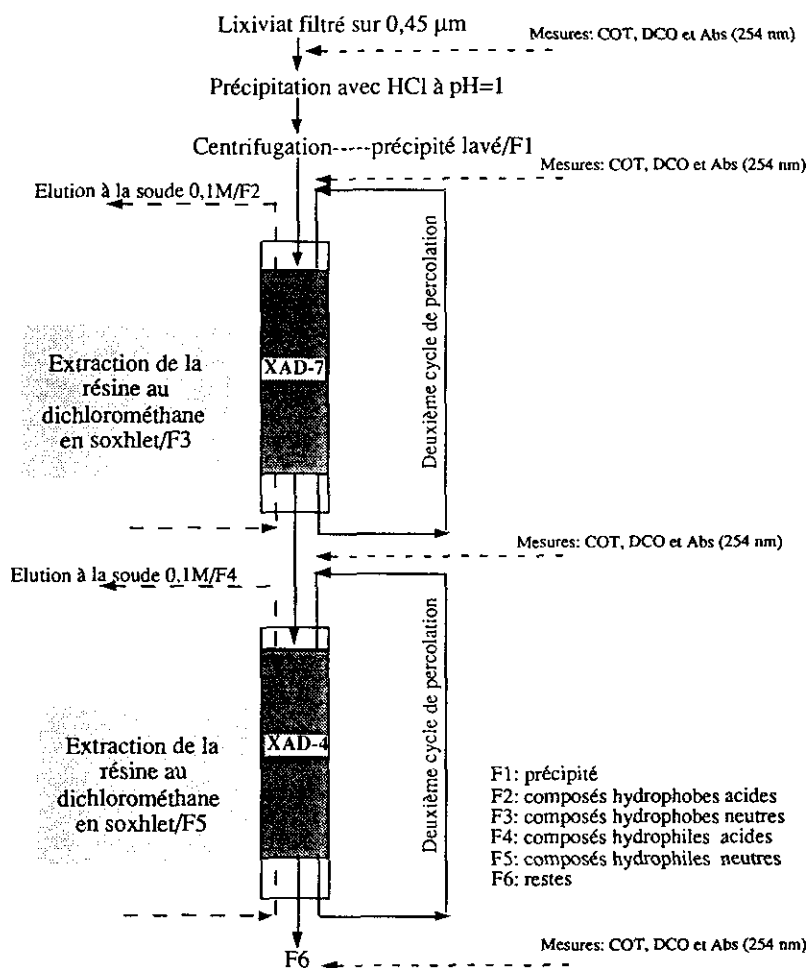 Lixiviat filtré sur 0,45 µm
Mesures: COT, DCO et Abs (254 nm)
Précipitation avec HCl à pH=1
Centrifugation-----précipité lavé/F1
Mesures: COT, DCO et Abs (254 nm)
Elution à la soude 0,1M/F2
Extraction de la
résine au
dichlorométhane
en soxhlet/F3
XAD-7
Deuxième cycle de percolation
Mesures: COT, DCO et Abs (254 nm)
Elution à la soude 0,1M/F4
Extraction de la
résine au
dichlorométhane
en soxhlet/F5
XAD-4
Deuxième cycle de percolation
F1: précipité
F2: composés hydrophobes acides
F3: composés hydrophobes neutres
F4: composés hydrophiles acides
F5: composés hydrophiles neutres
F6: restes
F6
Mesures: COT, DCO et Abs (254 nm)